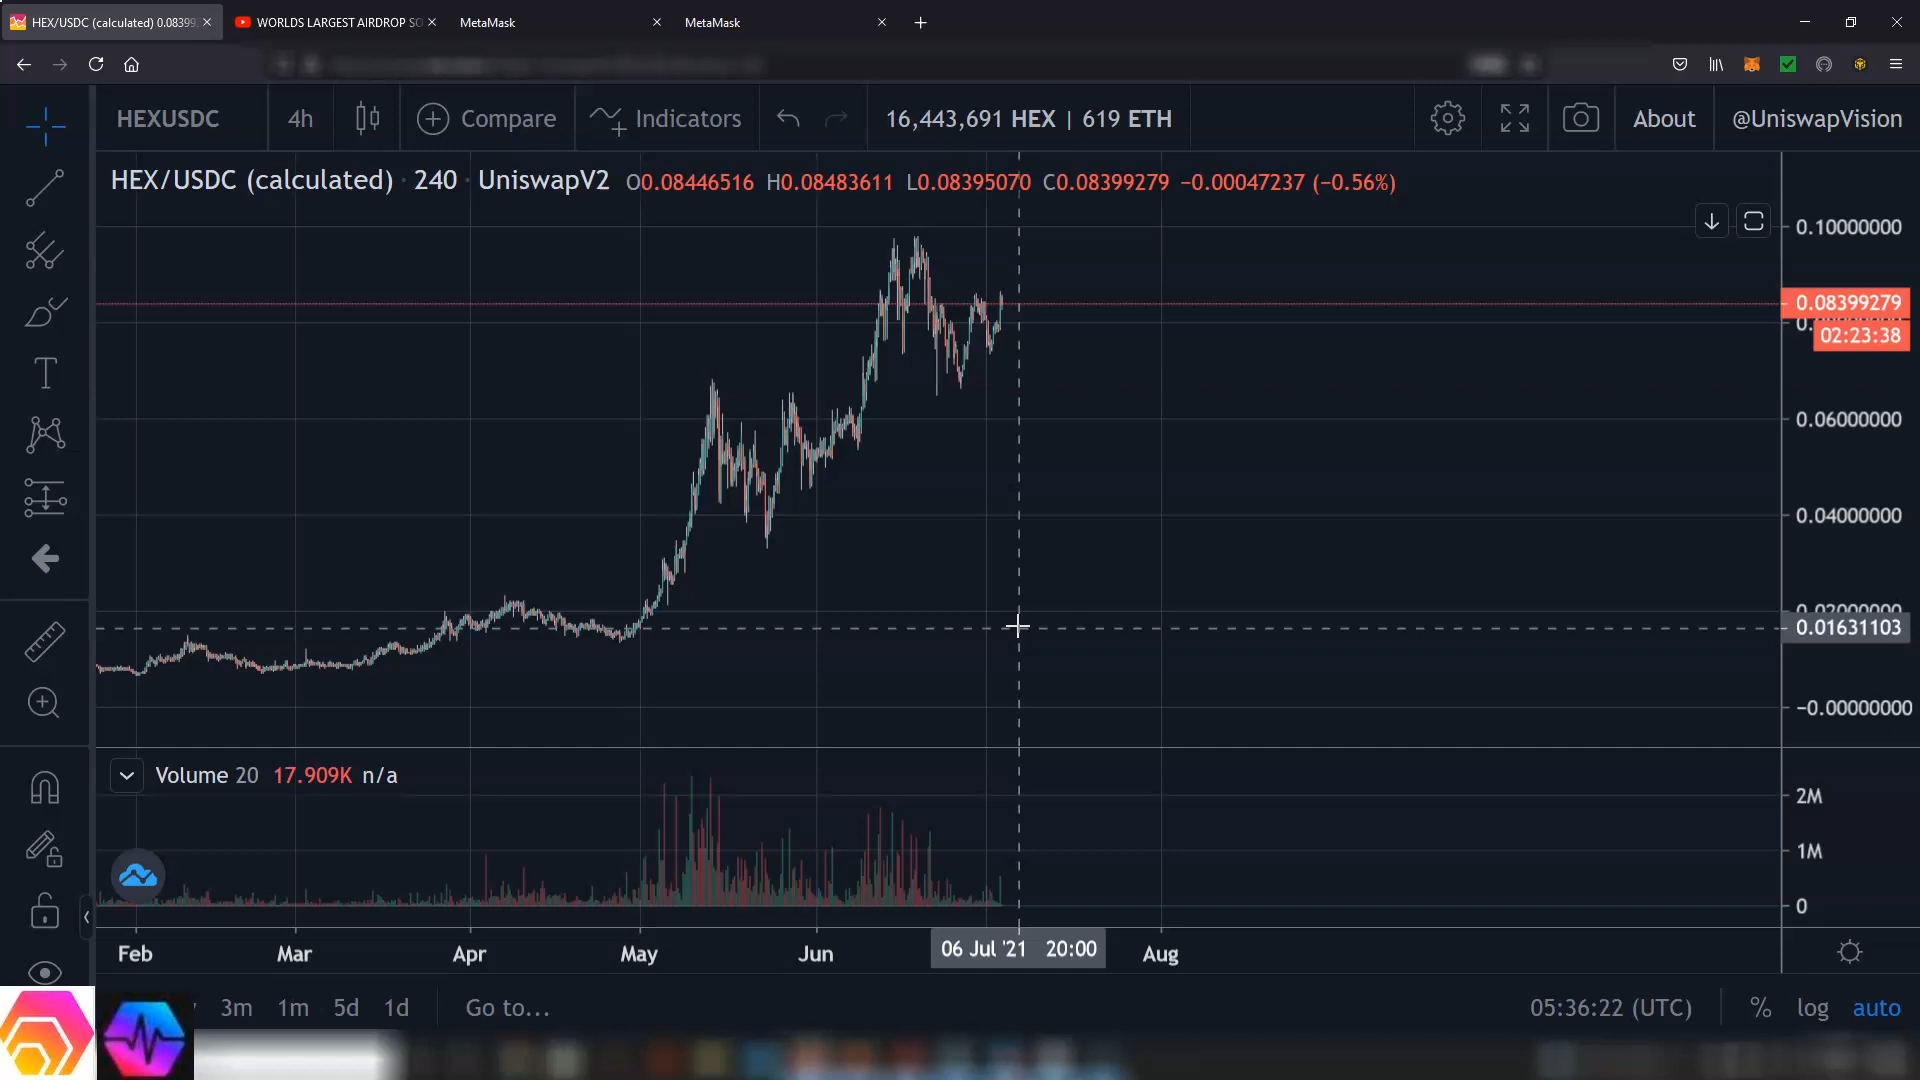 HEX/USDC (calculated) 0.08399
WORLDS LARGEST AIRDROP SO
MetaMask
MetaMask
HEXUSDC 4h Compare Indicators 16,443,691 HEX | 619 ETH About @UniswapVision
HEX/USDC (calculated) · 240 · UniswapV2 O0.08446516 H0.08483611 L0.08395070 C0.08399279 −0.00047237 (−0.56%)
0.10000000
0.08399279
02:23:38
0.06000000
0.04000000
0.02000000
0.01631103
−0.00000000
Volume 20 17.909K n/a
2M
1M
0
Feb Mar Apr May Jun 06 Jul '21 20:00 Aug
3m 1m 5d 1d Go to... 05:36:22 (UTC) % log auto